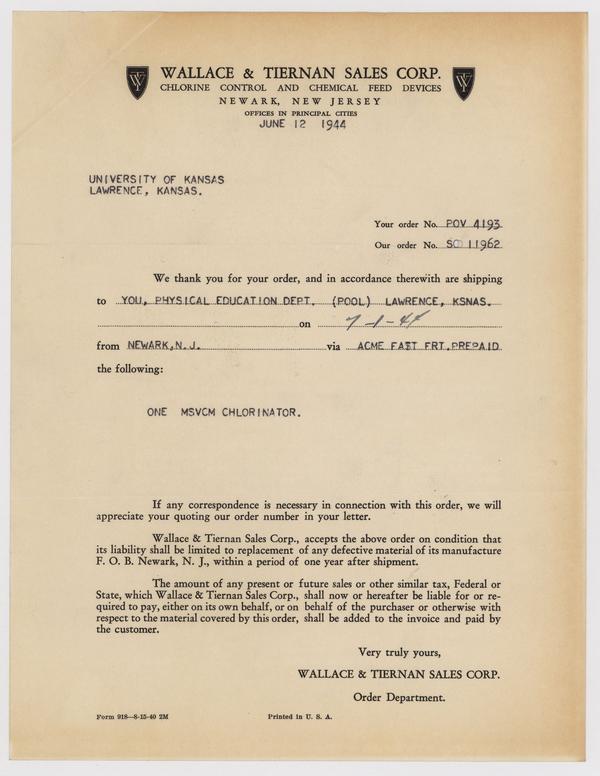 WALLACE & TIERNAN SALES CORP.
CHLORINE CONTROL AND CHEMICAL FEED DEVICES
NEWARK, NEW JERSEY
OFFICES IN PRINCIPAL CITIES
JUNE 12 1944
UNIVERSITY OF KANSAS
LAWRENCE, KANSAS.
Your order No. POV 4193
Our order No. SO 11962
We thank you for your order, and in accordance therewith are shipping
to YOU, PHYSICAL EDUCATION DEPT. (POOL) LAWRENCE, KSNAS.
on 7-1-44
from NEWARK, N.J. via ACME FAST FRT. PREPAID
the following:
ONE MSVCM CHLORINATOR.
If any correspondence is necessary in connection with this order, we will
appreciate your quoting our order number in your letter.
Wallace & Tiernan Sales Corp., accepts the above order on condition that
its liability shall be limited to replacement of any defective material of its manufacture
F. O. B. Newark, N. J., within a period of one year after shipment.
The amount of any present or future sales or other similar tax, Federal or
State, which Wallace & Tiernan Sales Corp., shall now or hereafter be liable for or re-
quired to pay, either on its own behalf, or on behalf of the purchaser or otherwise with
respect to the material covered by this order, shall be added to the invoice and paid by
the customer.
Very truly yours,
WALLACE & TIERNAN SALES CORP.
Order Department.
Form 918—8-15-40 2M Printed in U. S. A.